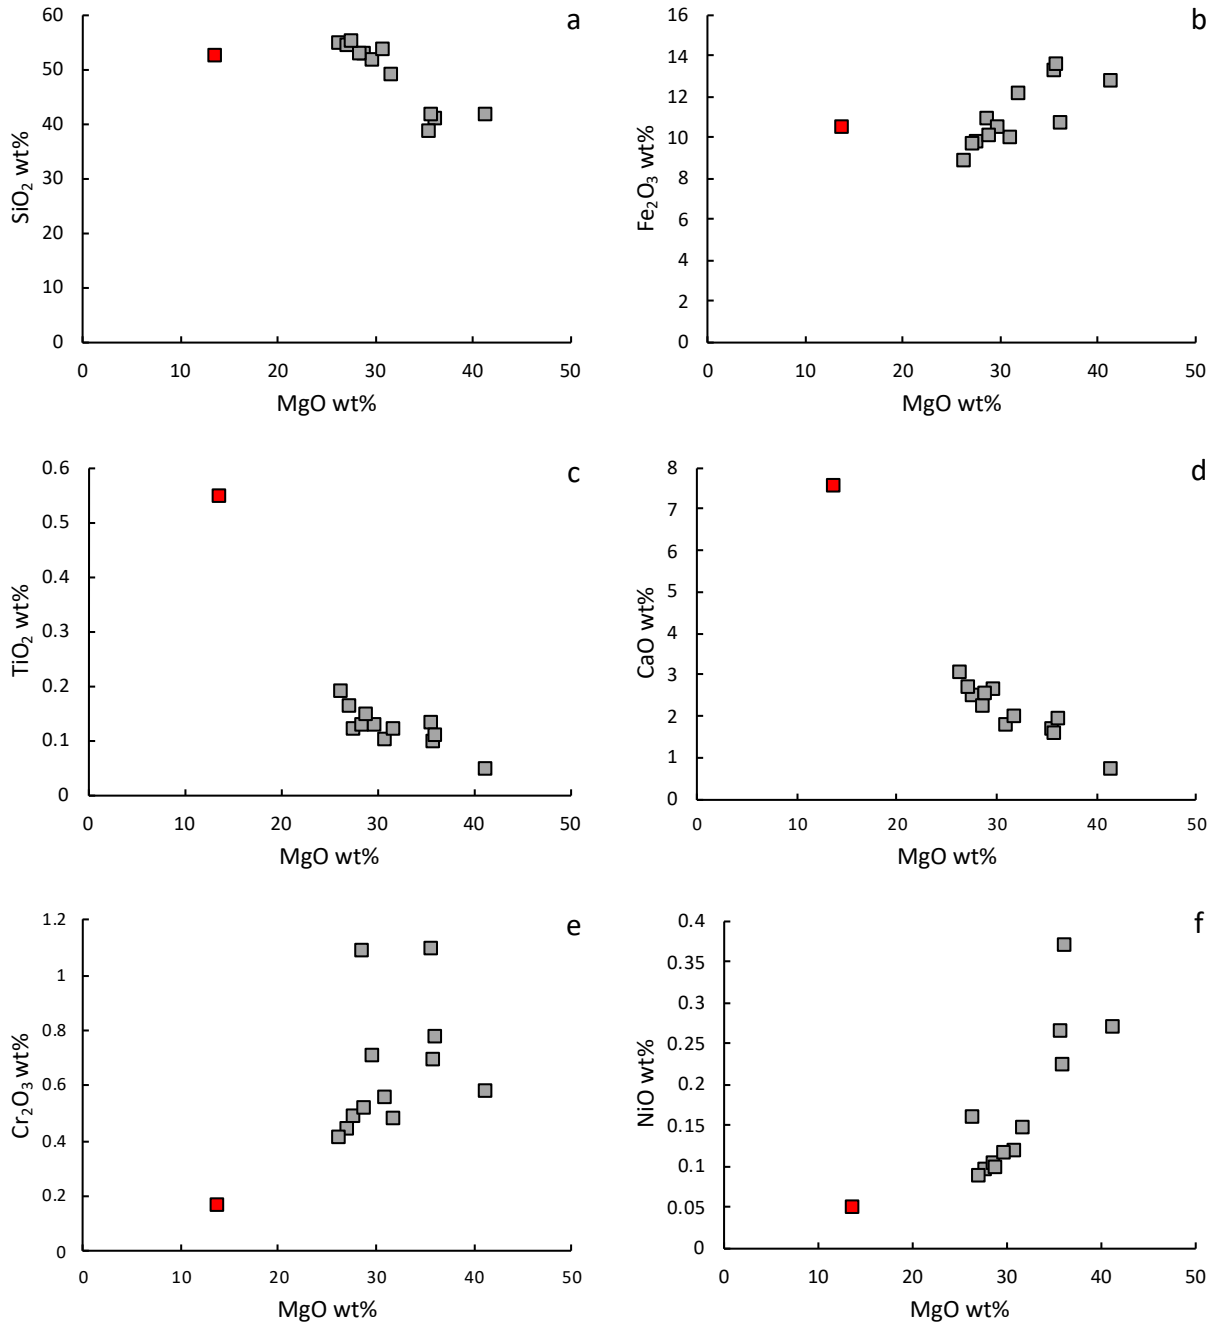 a
60
50
40
30
20
10
0
SiO₂ wt%
0 10 20 30 40 50
MgO wt%
b
16
14
12
10
8
6
4
2
0
Fe₂O₃ wt%
0 10 20 30 40 50
MgO wt%
c
0.6
0.5
0.4
0.3
0.2
0.1
0
TiO₂ wt%
0 10 20 30 40 50
MgO wt%
d
8
7
6
5
4
3
2
1
0
CaO wt%
0 10 20 30 40 50
MgO wt%
e
1.2
1
0.8
0.6
0.4
0.2
0
Cr₂O₃ wt%
0 10 20 30 40 50
MgO wt%
f
0.4
0.35
0.3
0.25
0.2
0.15
0.1
0.05
0
NiO wt%
0 10 20 30 40 50
MgO wt%